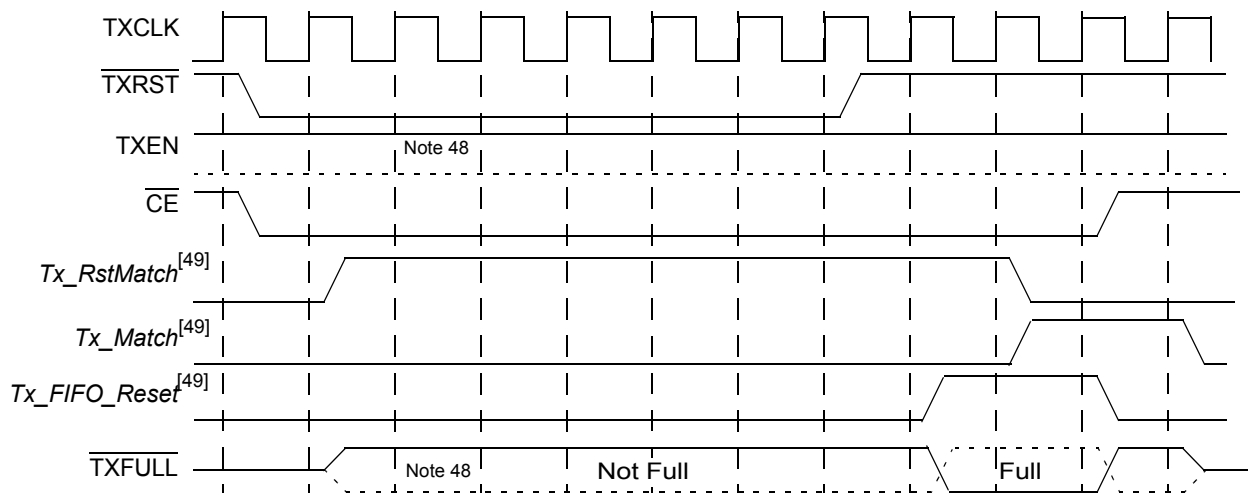 TXCLK
TXRST
TXEN
Note 48
CE
Tx_RstMatch[49]
Tx_Match[49]
Tx_FIFO_Reset[49]
TXFULL Note 48 Not Full Full